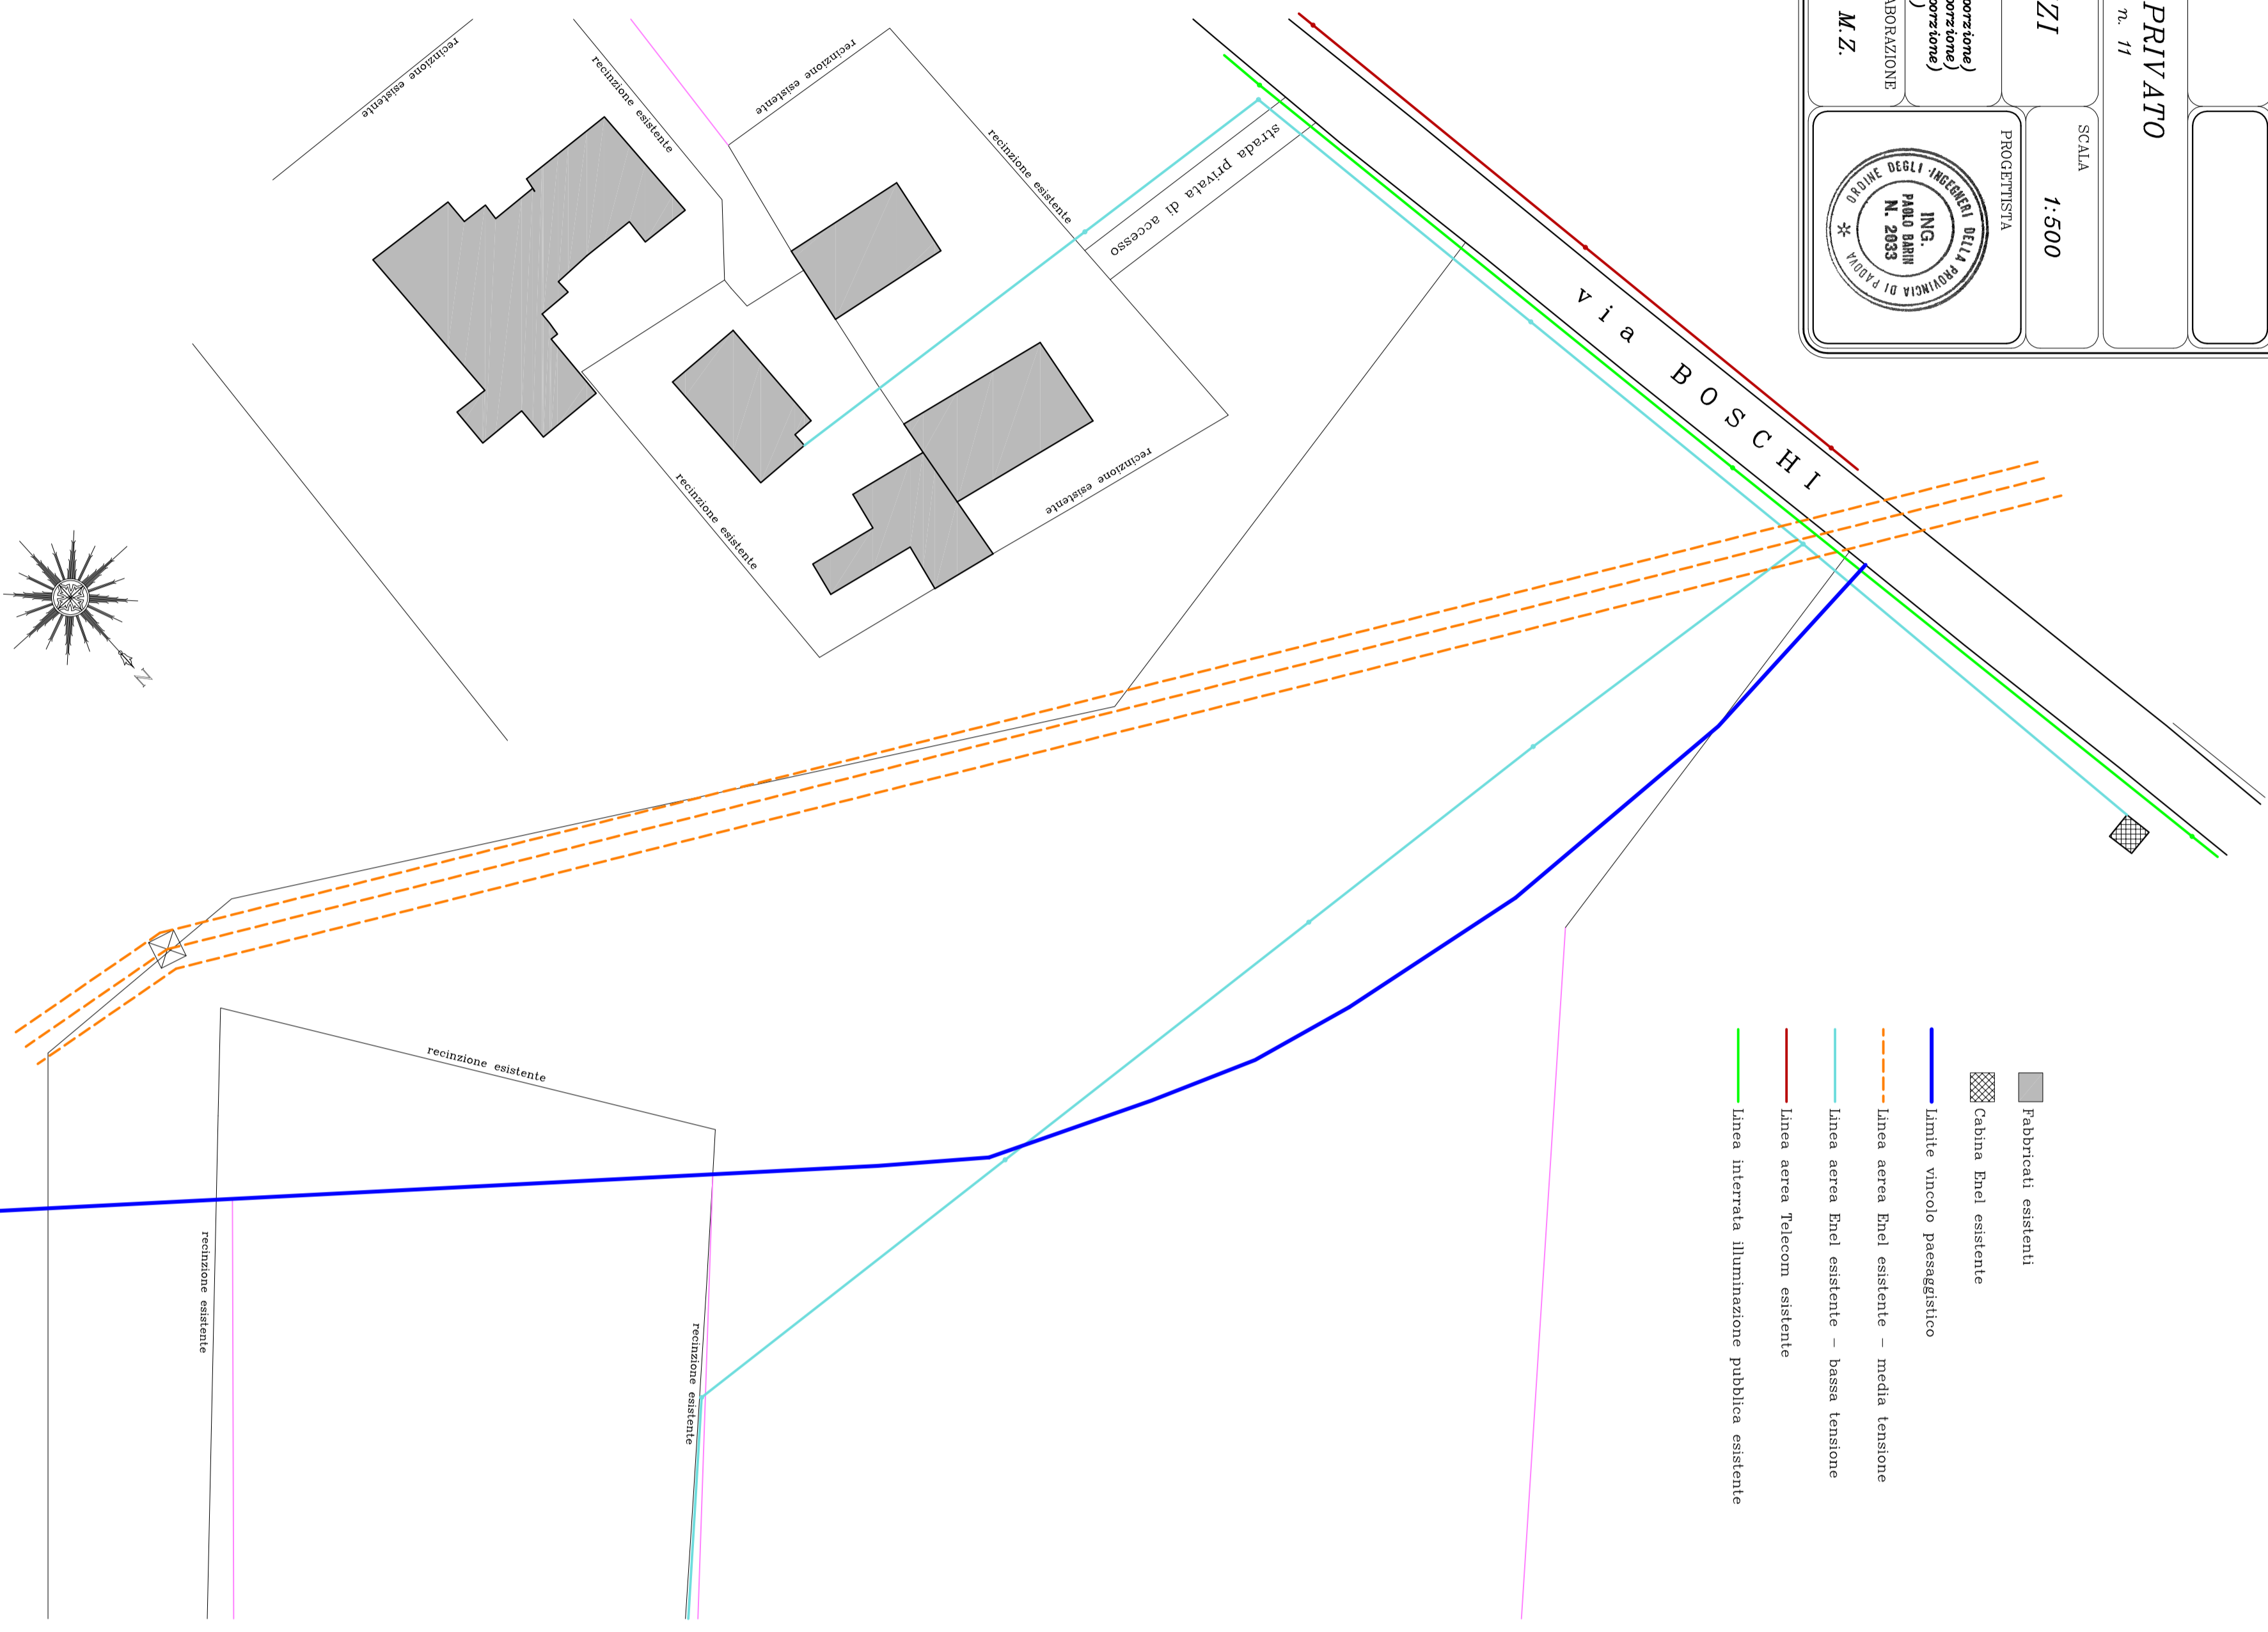 PRIVATO
n. 11
ZI
SCALA
1:500
porzione)
porzione)
porzione)
)
PROGETTISTA
ORDINE DEGLI INGEGNERI DELLA PROVINCIA DI PADOVA
ING.
PAOLO BARIN
N. 2033
ABORAZIONE
M.Z.
via BOSCHI
strada privata di accesso
recinzione esistente
recinzione esistente
recinzione esistente
recinzione esistente
recinzione esistente
recinzione esistente
recinzione esistente
recinzione esistente
recinzione esistente
N
Fabbricati esistenti
Cabina Enel esistente
Limite vincolo paesaggistico
Linea aerea Enel esistente – media tensione
Linea aerea Enel esistente – bassa tensione
Linea aerea Telecom esistente
Linea interrata illuminazione pubblica esistente